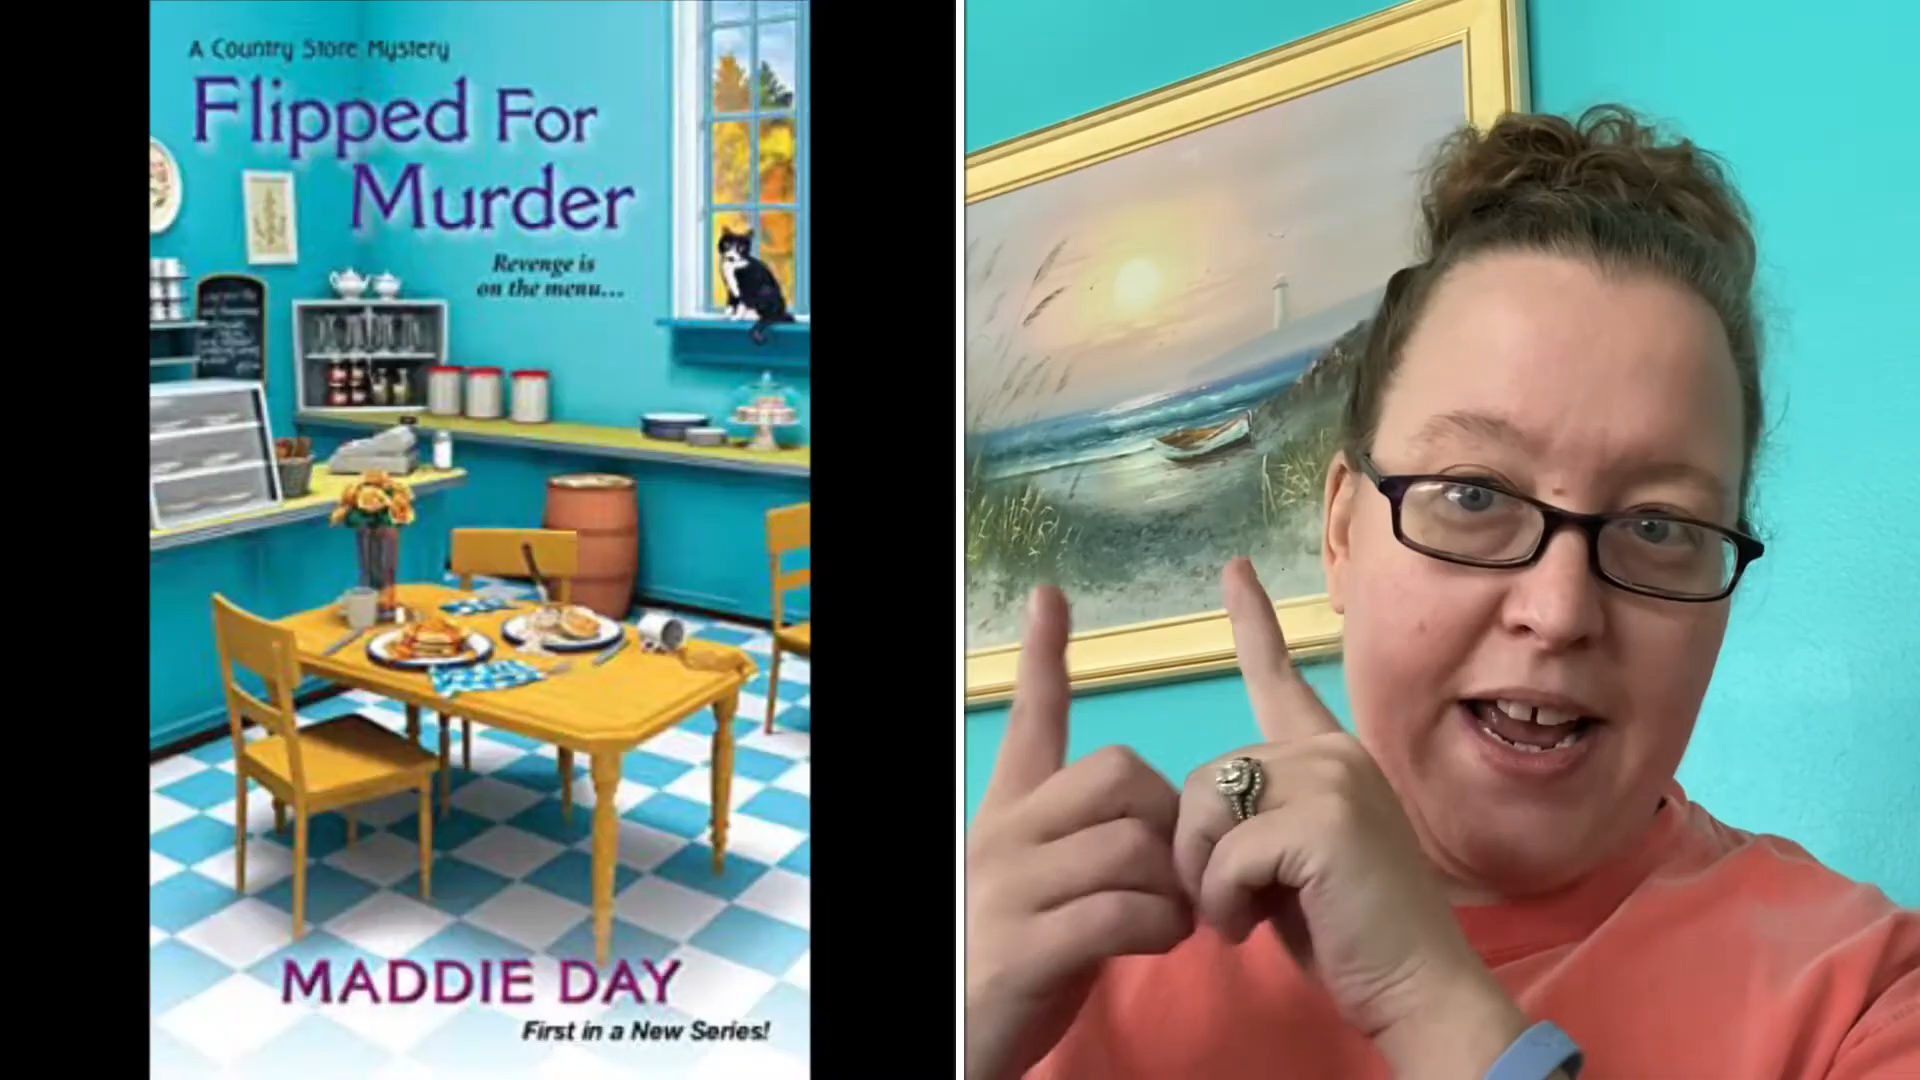 A Country Store Mystery
Flipped For
Murder
Revenge is
on the menu...
MADDIE DAY
First in a New Series!